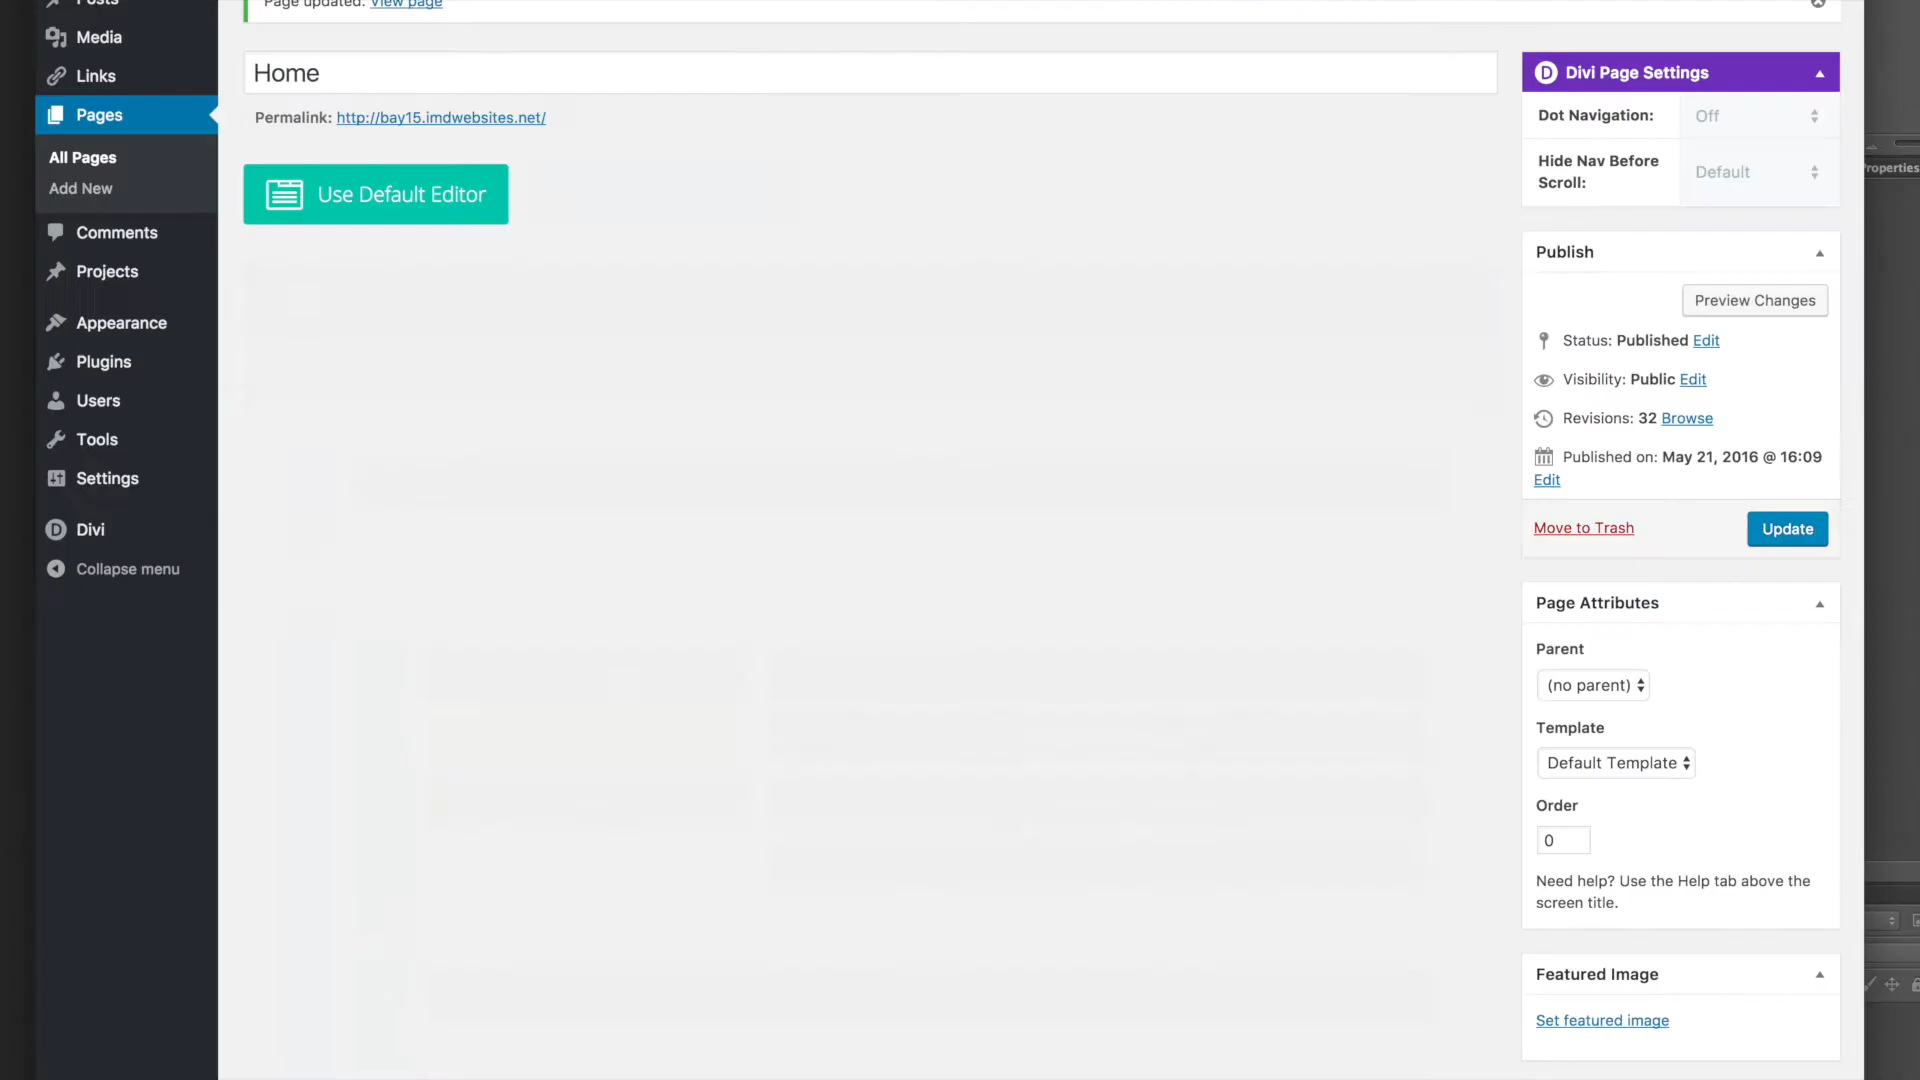 Posts
Media
Links
Pages
All Pages
Add New
Comments
Projects
Appearance
Plugins
Users
Tools
Settings
Divi
Collapse menu
Page updated. View page
Home
Permalink: http://bay15.imdwebsites.net/
Use Default Editor
Divi Page Settings
Dot Navigation: Off
Hide Nav Before
Scroll:
Default
Publish
Preview Changes
Status: Published Edit
Visibility: Public Edit
Revisions: 32 Browse
Published on: May 21, 2016 @ 16:09
Edit
Move to Trash
Update
Page Attributes
Parent
(no parent)
Template
Default Template
Order
0
Need help? Use the Help tab above the
screen title.
Featured Image
Set featured image
roperties